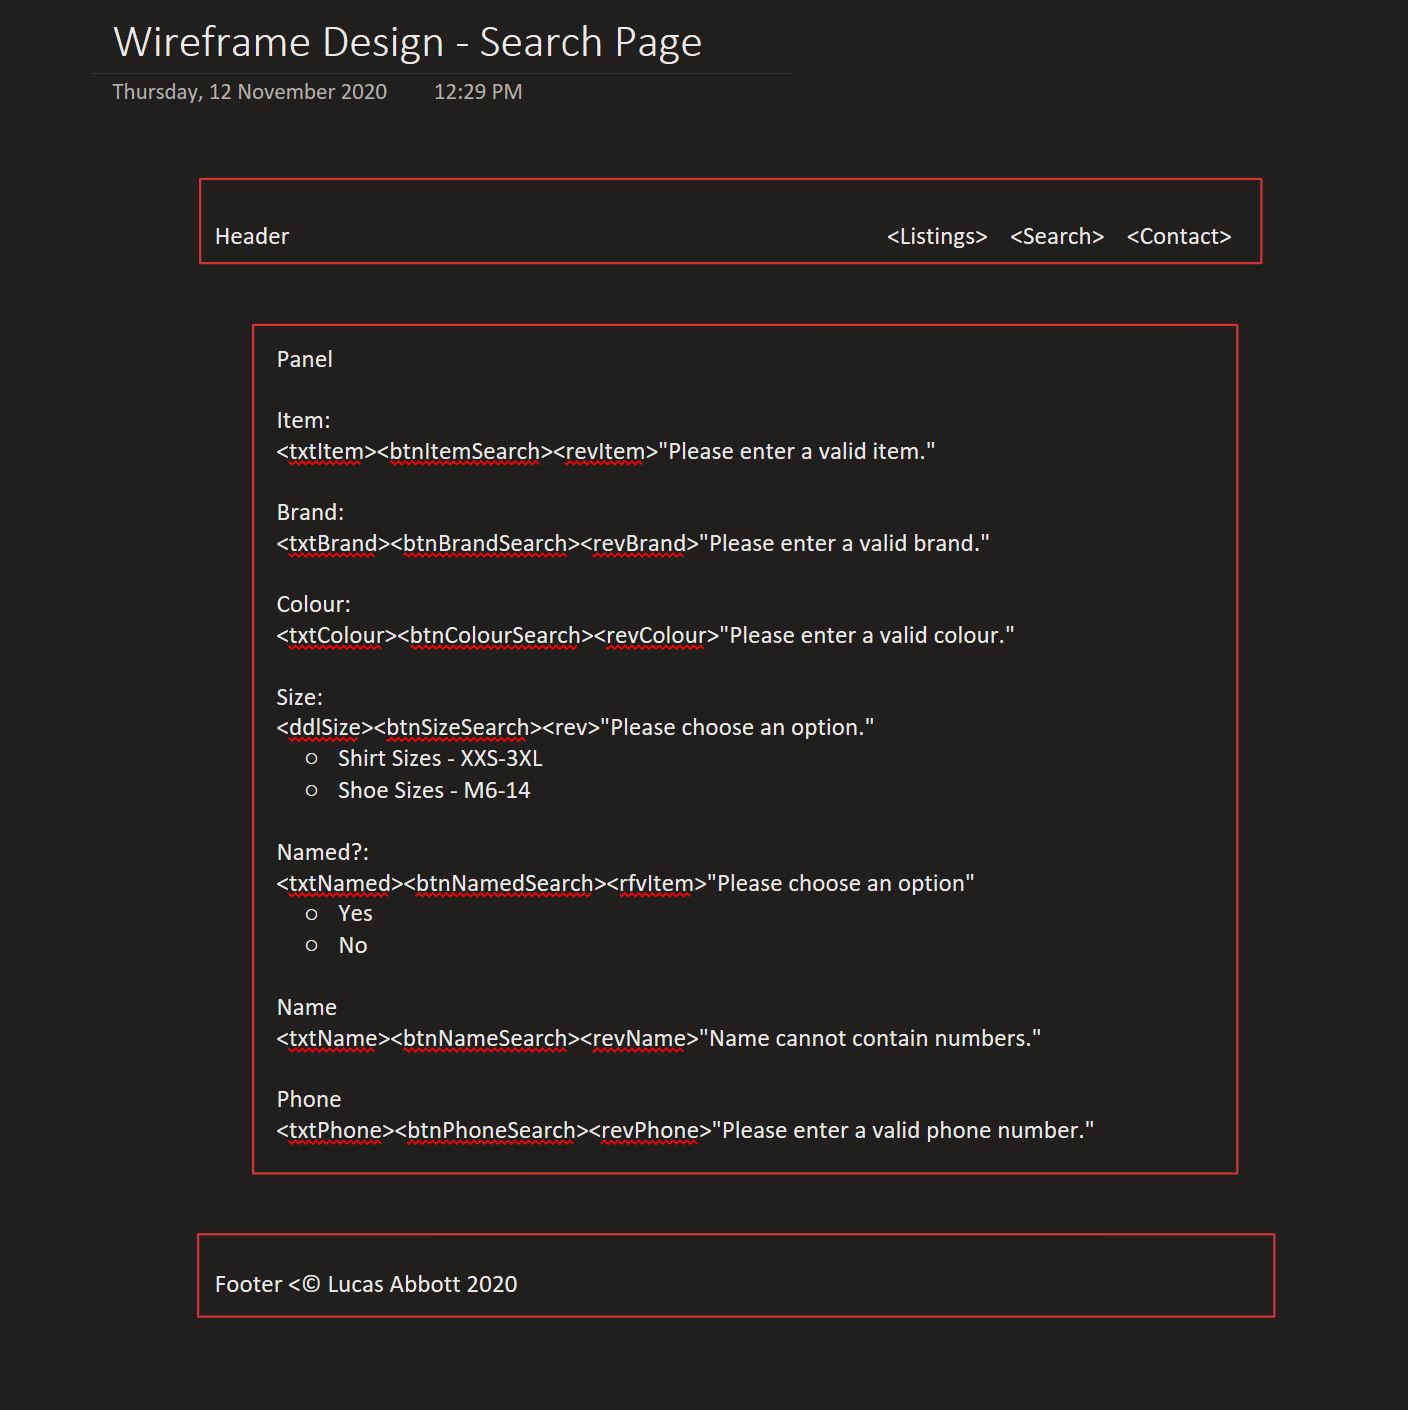 Wireframe Design - Search Page
Thursday, 12 November 2020 12:29 PM
Header <Listings> <Search> <Contact>
Panel
Item:
<txtItem><btnItemSearch><revItem>"Please enter a valid item."
Brand:
<txtBrand><btnBrandSearch><revBrand>"Please enter a valid brand."
Colour:
<txtColour><btnColourSearch><revColour>"Please enter a valid colour."
Size:
<ddlSize><btnSizeSearch><rev>"Please choose an option."
○ Shirt Sizes - XXS-3XL
○ Shoe Sizes - M6-14
Named?:
<txtNamed><btnNamedSearch><rfvItem>"Please choose an option"
○ Yes
○ No
Name
<txtName><btnNameSearch><revName>"Name cannot contain numbers."
Phone
<txtPhone><btnPhoneSearch><revPhone>"Please enter a valid phone number."
Footer <© Lucas Abbott 2020